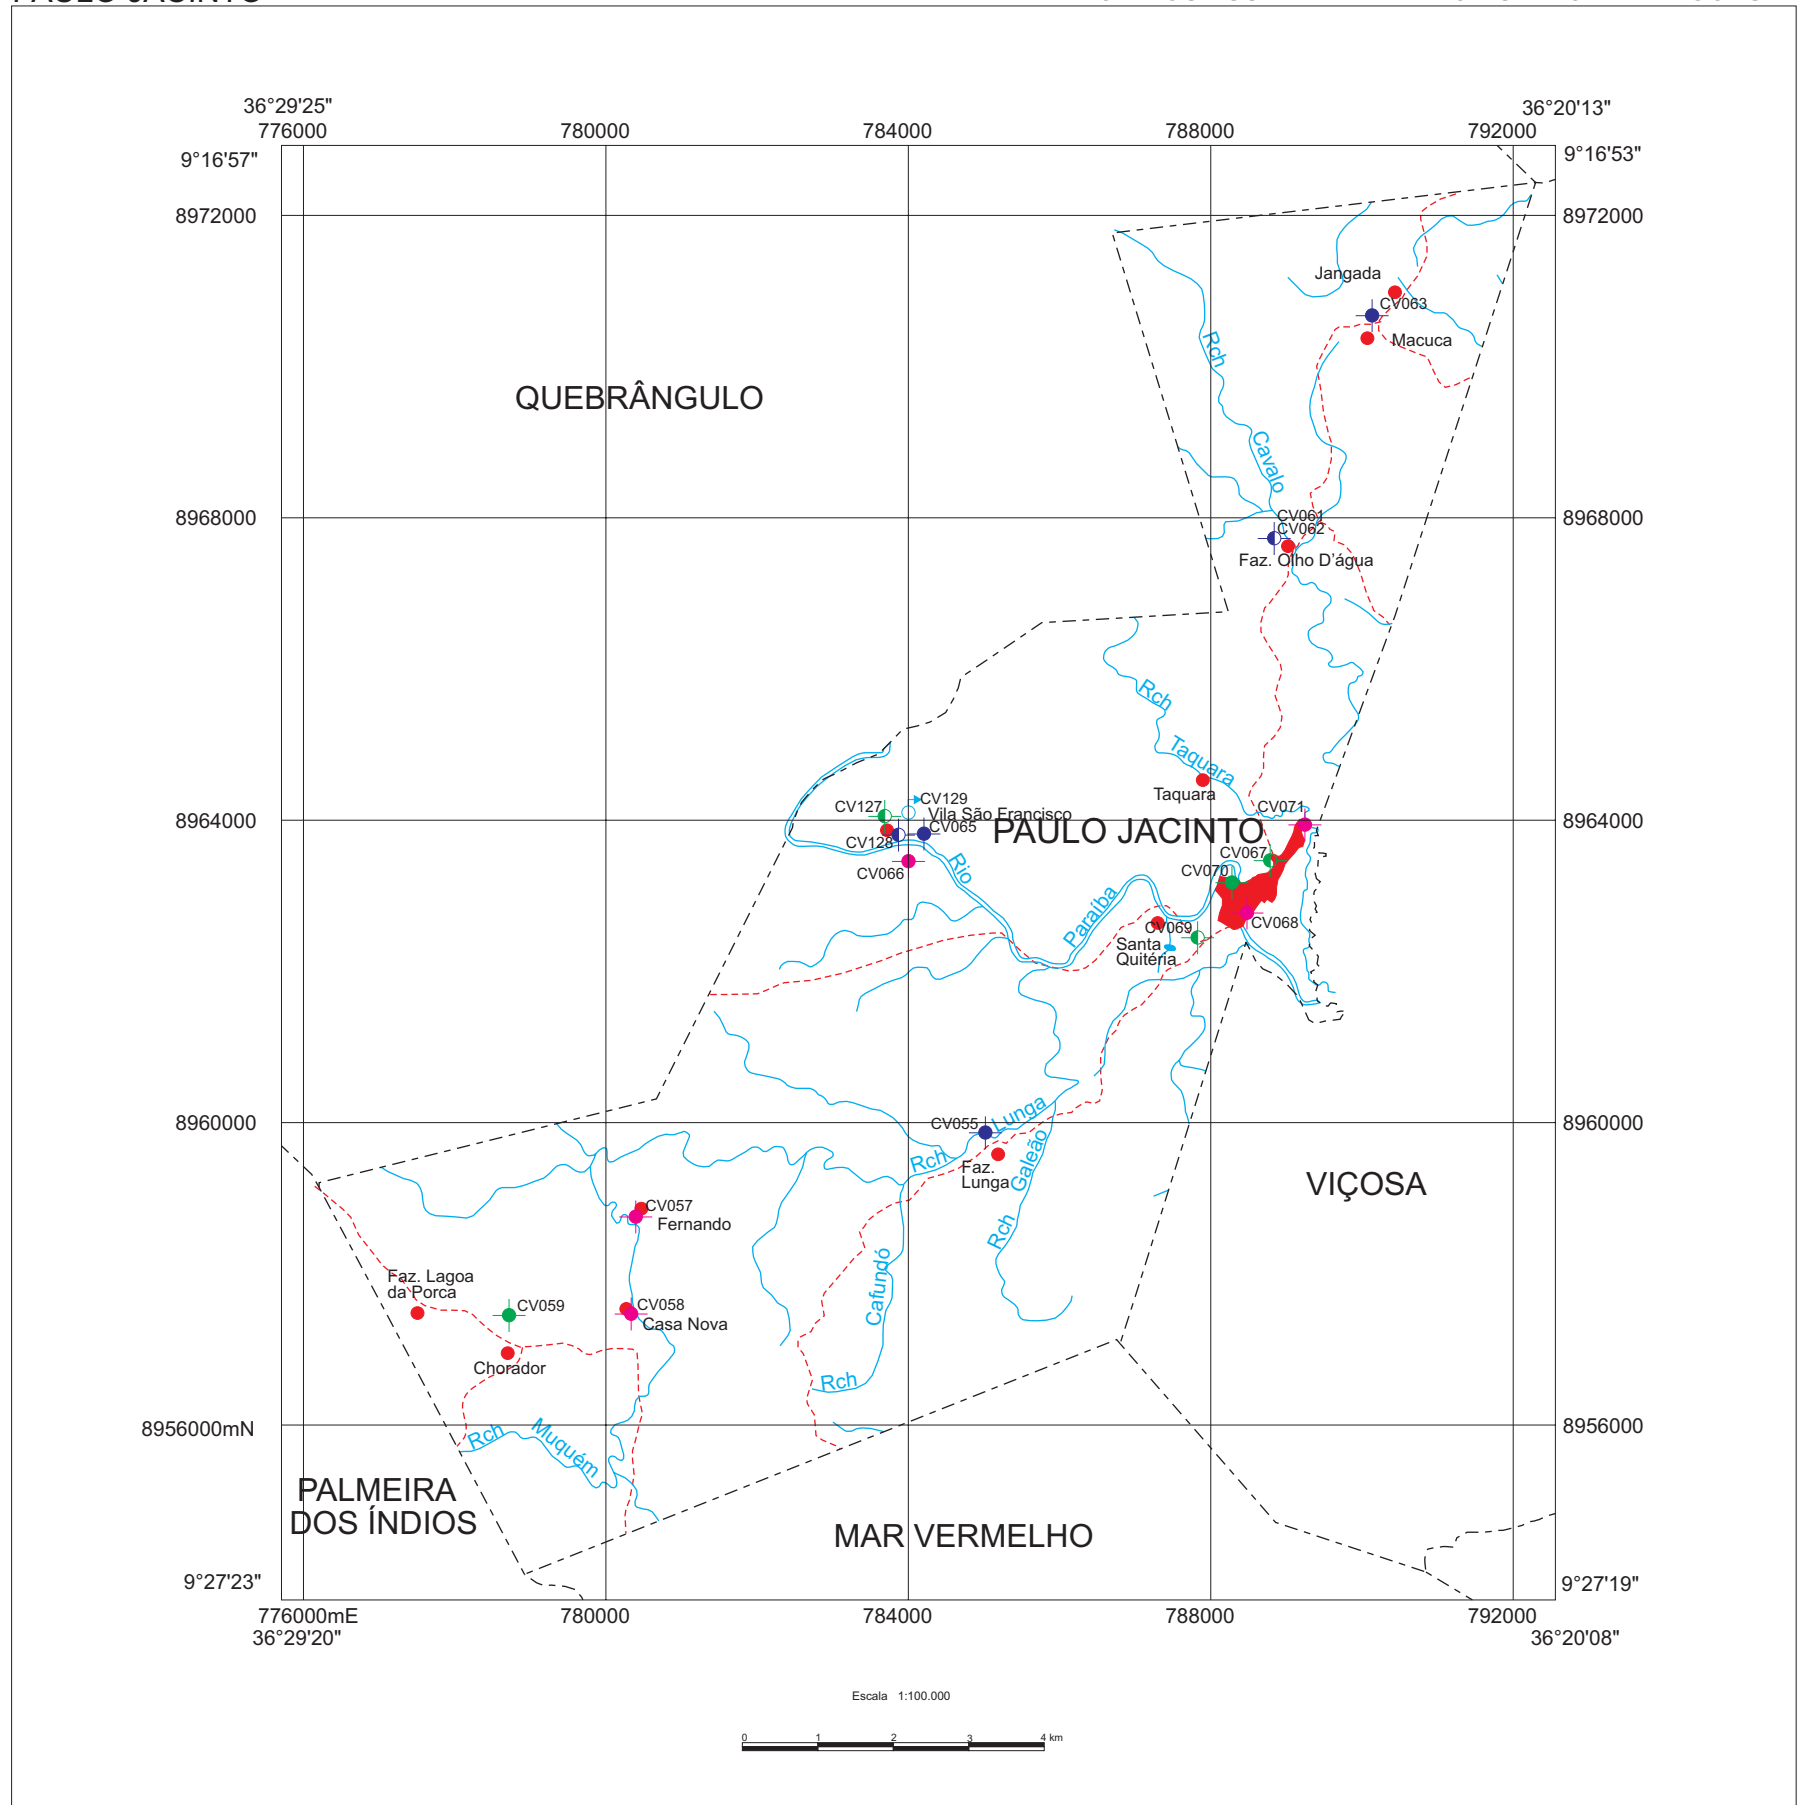 36°29'25"
36°20'13"
776000
780000
784000
788000
792000
9°16'57"
9°16'53"
8972000
8972000
Jangada
CV063
Macuca
Rch
QUEBRÂNGULO
Cavalo
8968000
8968000
CV061
CV062
Faz. Olho D'água
Rch
Taquara
Taquara
CV127
CV129
CV071
Vila São Francisco
8964000
8964000
CV065
PAULO JACINTO
CV128
CV067
CV066
CV070
Rio
Paraíba
CV069
CV068
Santa
Quitéria
8960000
8960000
CV055
Lunga
Rch
Galeão
Faz.
Lunga
VIÇOSA
CV057
Fernando
Rch
Cafundó
Faz. Lagoa
da Porca
CV059
CV058
Casa Nova
Chorador
Rch
8956000mN
8956000
Rch
Muquém
PALMEIRA
DOS ÍNDIOS
MAR VERMELHO
9°27'23"
9°27'19"
776000mE
780000
784000
788000
792000
36°29'20"
36°20'08"
Escala 1:100.000
0 1 2 3 4 km